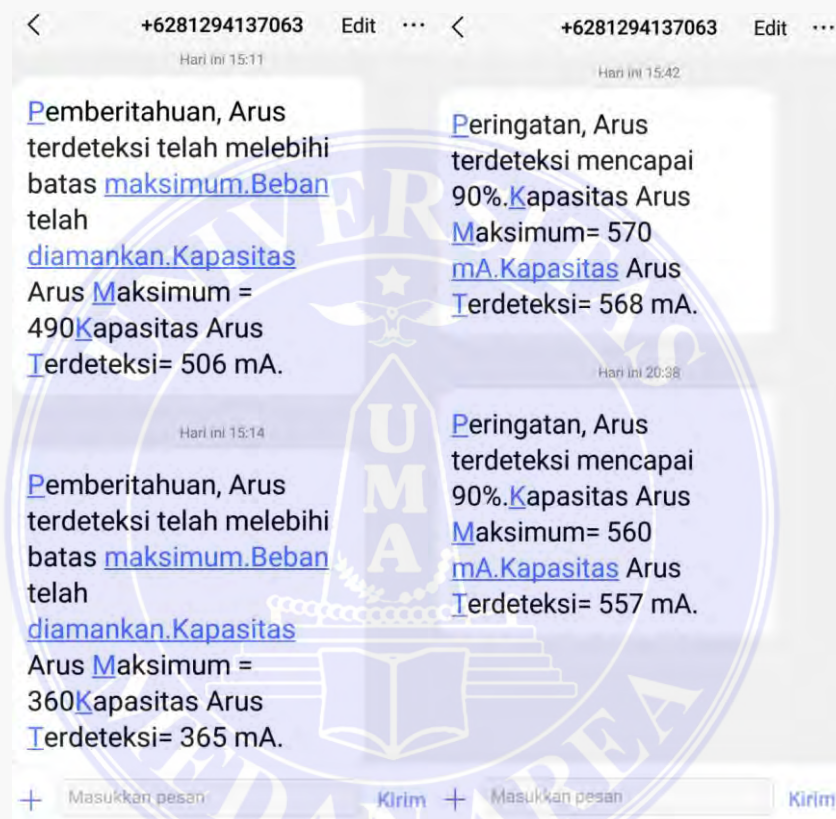 +6281294137063 Edit ...
Hari ini 15:11
Pemberitahuan, Arus
terdeteksi telah melebihi
batas maksimum.Beban
telah
diamankan.Kapasitas
Arus Maksimum =
490Kapasitas Arus
Terdeteksi= 506 mA.
Hari ini 15:14
Pemberitahuan, Arus
terdeteksi telah melebihi
batas maksimum.Beban
telah
diamankan.Kapasitas
Arus Maksimum =
360Kapasitas Arus
Terdeteksi= 365 mA.
Masukkan pesan Kirim
+6281294137063 Edit ...
Hari ini 15:42
Peringatan, Arus
terdeteksi mencapai
90%.Kapasitas Arus
Maksimum= 570
mA.Kapasitas Arus
Terdeteksi= 568 mA.
Hari ini 20:38
Peringatan, Arus
terdeteksi mencapai
90%.Kapasitas Arus
Maksimum= 560
mA.Kapasitas Arus
Terdeteksi= 557 mA.
Masukkan pesan Kirim
UNIVERSITAS
UMA
MEDAN AREA